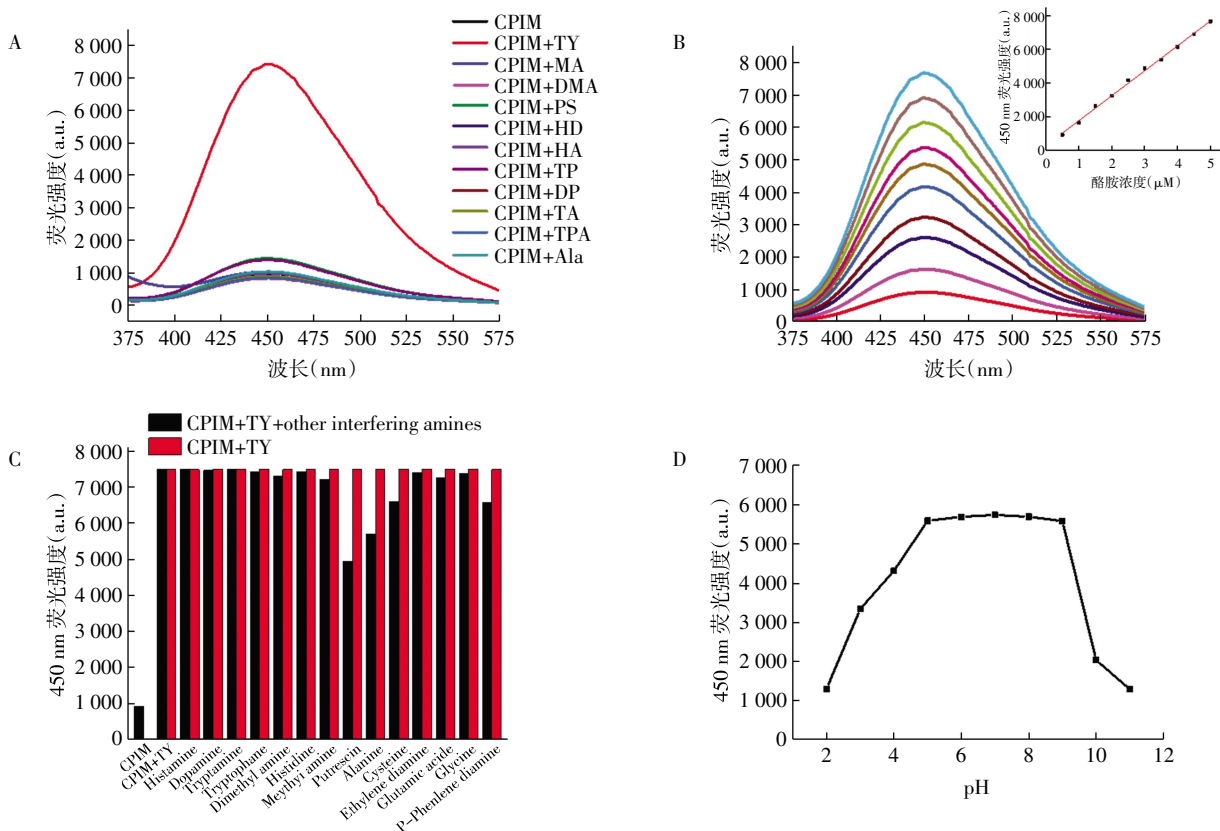 A
荧光强度(a.u.)
8 000
7 000
6 000
5 000
4 000
3 000
2 000
1 000
0
375 400 425 450 475 500 525 550 575
波长(nm)
CPIM
CPIM+TY
CPIM+MA
CPIM+DMA
CPIM+PS
CPIM+HD
CPIM+HA
CPIM+TP
CPIM+DP
CPIM+TA
CPIM+TPA
CPIM+Ala
B
荧光强度(a.u.)
8 000
7 000
6 000
5 000
4 000
3 000
2 000
1 000
0
375 400 425 450 475 500 525 550 575
波长(nm)
450 nm 荧光强度(a.u.)
8 000
6 000
4 000
2 000
0
0 1 2 3 4 5
酪胺浓度(μM)
C
CPIM+TY+other interfering amines
CPIM+TY
450 nm 荧光强度(a.u.)
8 000
7 000
6 000
5 000
4 000
3 000
2 000
1 000
0
CPIM
CPIM+TY
Histamine
Dopamine
Tryptamine
Tryptophane
Dimethyl amine
Histidine
Meythyi amine
Putrescin
Alanine
Cysteine
Ethylene diamine
Glutamic acide
Glycine
P-Phenlene diamine
D
450 nm 荧光强度(a.u.)
7 000
6 000
5 000
4 000
3 000
2 000
1 000
0
2 4 6 8 10 12
pH